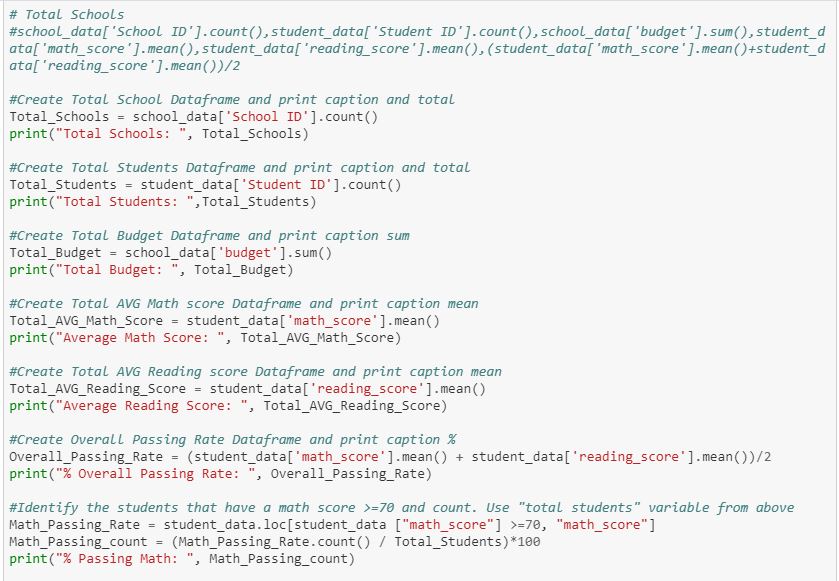 # Total Schools
#school_data['School ID'].count(),student_data['Student ID'].count(),school_data['budget'].sum(),student_d
ata['math_score'].mean(),student_data['reading_score'].mean(),(student_data['math_score'].mean()+student_d
ata['reading_score'].mean())/2
#Create Total School Dataframe and print caption and total
Total_Schools = school_data['School ID'].count()
print("Total Schools: ", Total_Schools)
#Create Total Students Dataframe and print caption and total
Total_Students = student_data['Student ID'].count()
print("Total Students: ",Total_Students)
#Create Total Budget Dataframe and print caption sum
Total_Budget = school_data['budget'].sum()
print("Total Budget: ", Total_Budget)
#Create Total AVG Math score Dataframe and print caption mean
Total_AVG_Math_Score = student_data['math_score'].mean()
print("Average Math Score: ", Total_AVG_Math_Score)
#Create Total AVG Reading score Dataframe and print caption mean
Total_AVG_Reading_Score = student_data['reading_score'].mean()
print("Average Reading Score: ", Total_AVG_Reading_Score)
#Create Overall Passing Rate Dataframe and print caption %
Overall_Passing_Rate = (student_data['math_score'].mean() + student_data['reading_score'].mean())/2
print("% Overall Passing Rate: ", Overall_Passing_Rate)
#Identify the students that have a math score >=70 and count. Use "total students" variable from above
Math_Passing_Rate = student_data.loc[student_data ["math_score"] >=70, "math_score"]
Math_Passing_count = (Math_Passing_Rate.count() / Total_Students)*100
print("% Passing Math: ", Math_Passing_count)